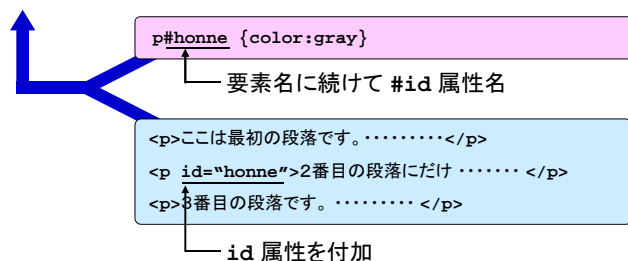 p#honne {color:gray}
要素名に続けて #id 属性名
<p>ここは最初の段落です。・・・・・・・・・</p>
<p id=“honne”>2番目の段落にだけ ・・・・・・・ </p>
<p>3番目の段落です。 ・・・・・・・・・ </p>
id 属性を付加